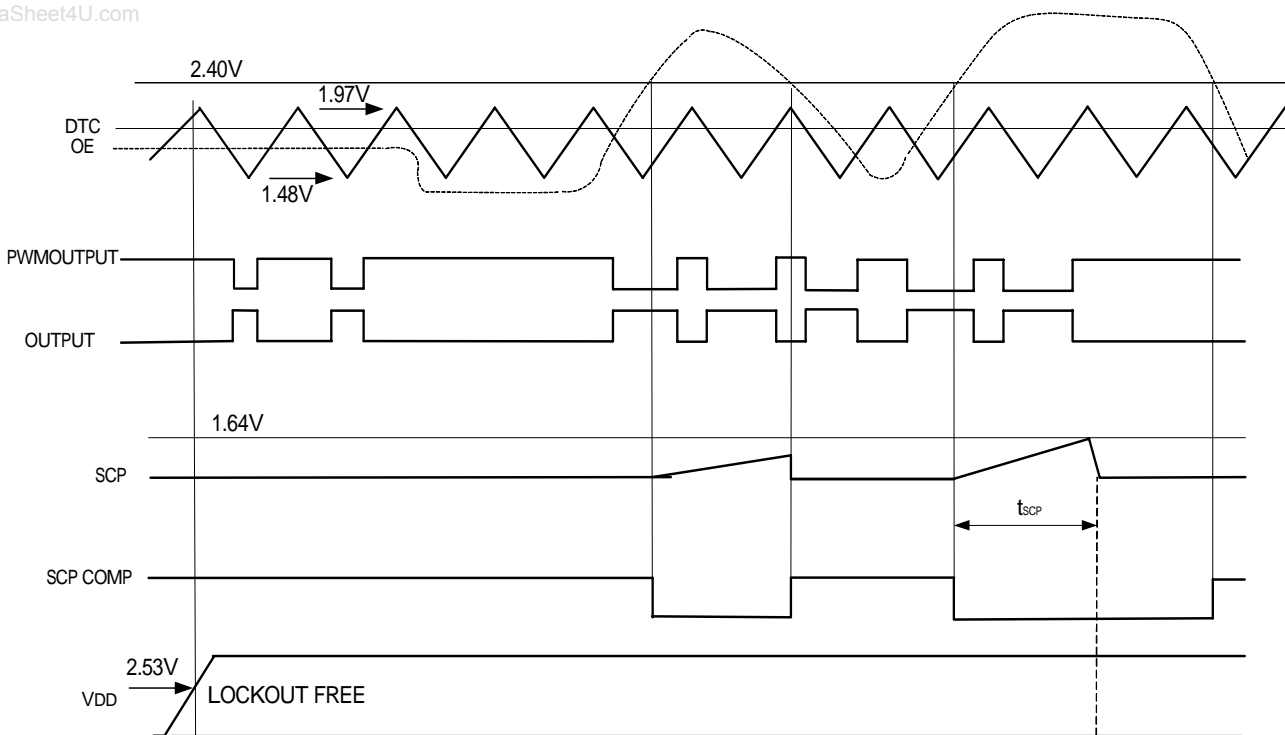 aSheet4U.com
2.40V
1.97V
DTC
OE
1.48V
PWMOUTPUT
OUTPUT
1.64V
SCP
tSCP
SCP COMP
2.53V
VDD
LOCKOUT FREE